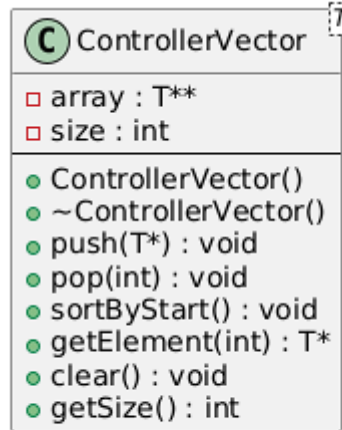 T
C ControllerVector
array : T**
size : int
ControllerVector()
~ControllerVector()
push(T*) : void
pop(int) : void
sortByStart() : void
getElement(int) : T*
clear() : void
getSize() : int